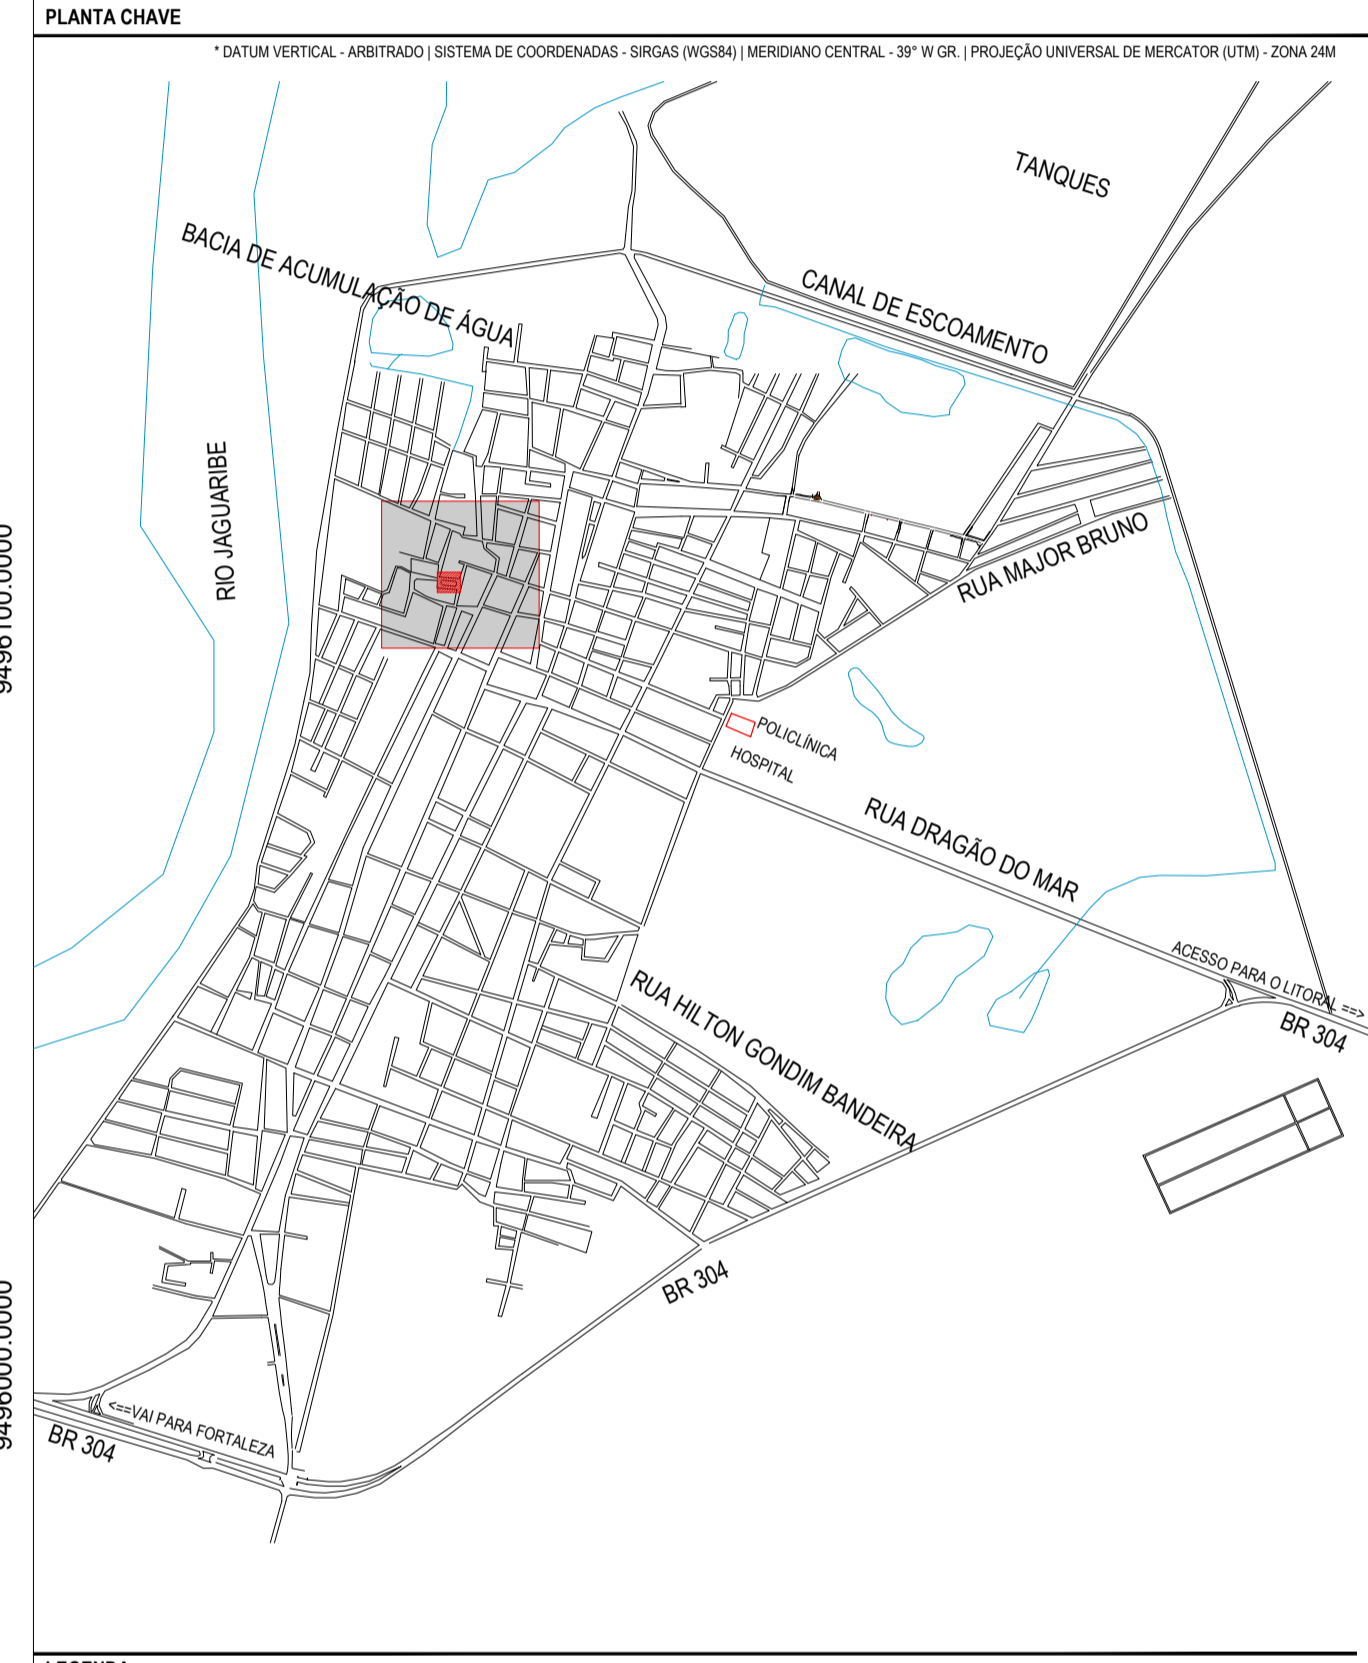 PLANTA CHAVE
* DATUM VERTICAL - ARBITRADO | SISTEMA DE COORDENADAS - SIRGAS (WGS84) | MERIDIANO CENTRAL - 39° W GR. | PROJEÇÃO UNIVERSAL DE MERCATOR (UTM) - ZONA 24M
TANQUES
BACIA DE ACUMULAÇÃO DE ÁGUA
CANAL DE ESCOAMENTO
RIO JAGUARIBE
RUA MAJOR BRUNO
9496100.0000
POLICLÍNICA
HOSPITAL
RUA DRAGÃO DO MAR
ACESSO PARA O LITORAL ==>
BR 304
RUA HILTON GONDIM BANDEIRA
BR 304
9496000.0000
<==VAI PARA FORTALEZA
BR 304
LEGENDA